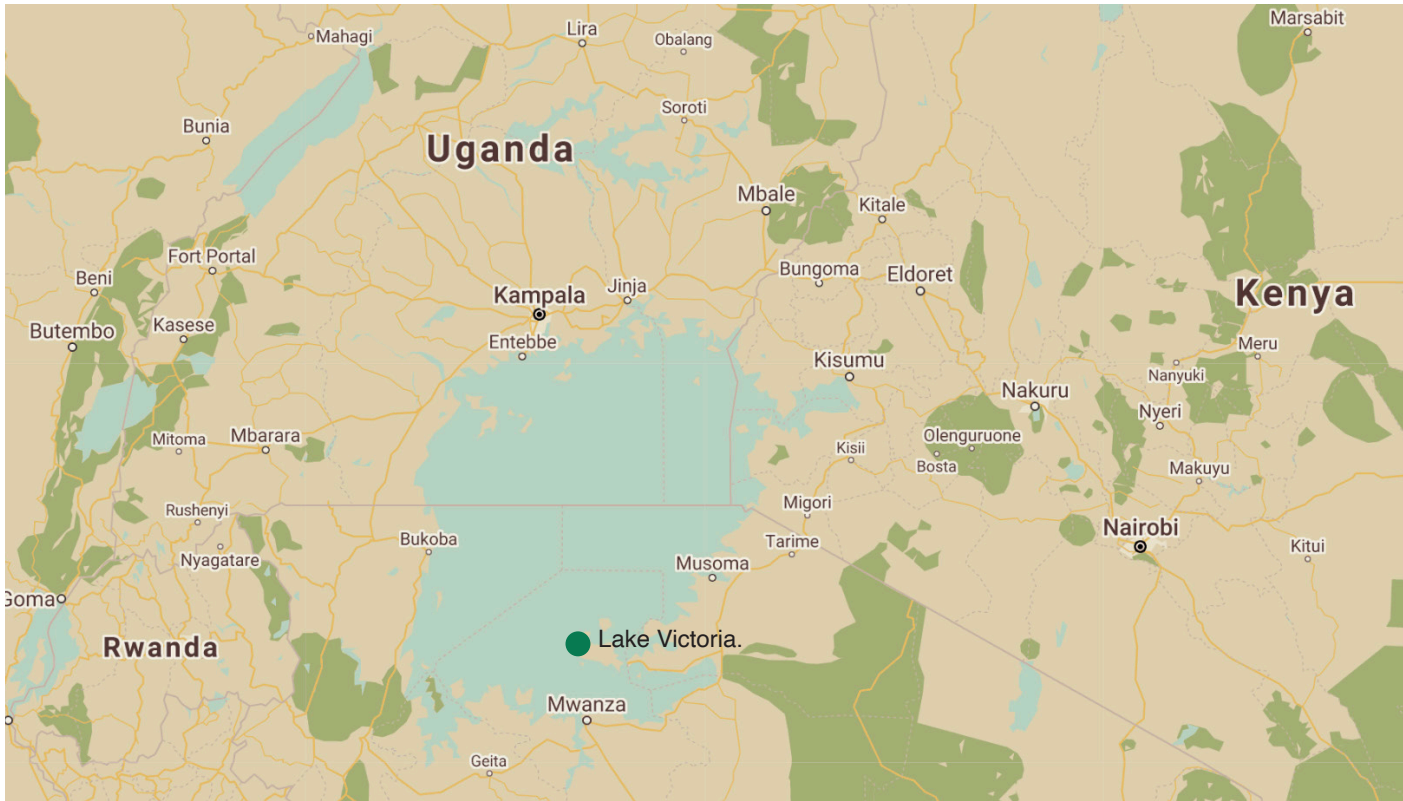 Marsabit
Mahagi
Lira
Obalang
Soroti
Bunia
Uganda
Mbale
Kitale
Fort Portal
Bungoma
Eldoret
Beni
Jinja
Kampala
Kenya
Butembo
Kasese
Entebbe
Kisumu
Meru
Nanyuki
Nakuru
Nyeri
Mitoma
Mbarara
Olenguruone
Kisii
Bosta
Makuyu
Migori
Rushenyi
Nairobi
Bukoba
Tarime
Kitui
Nyagatare
Musoma
Goma
Rwanda
Lake Victoria.
Mwanza
Geita